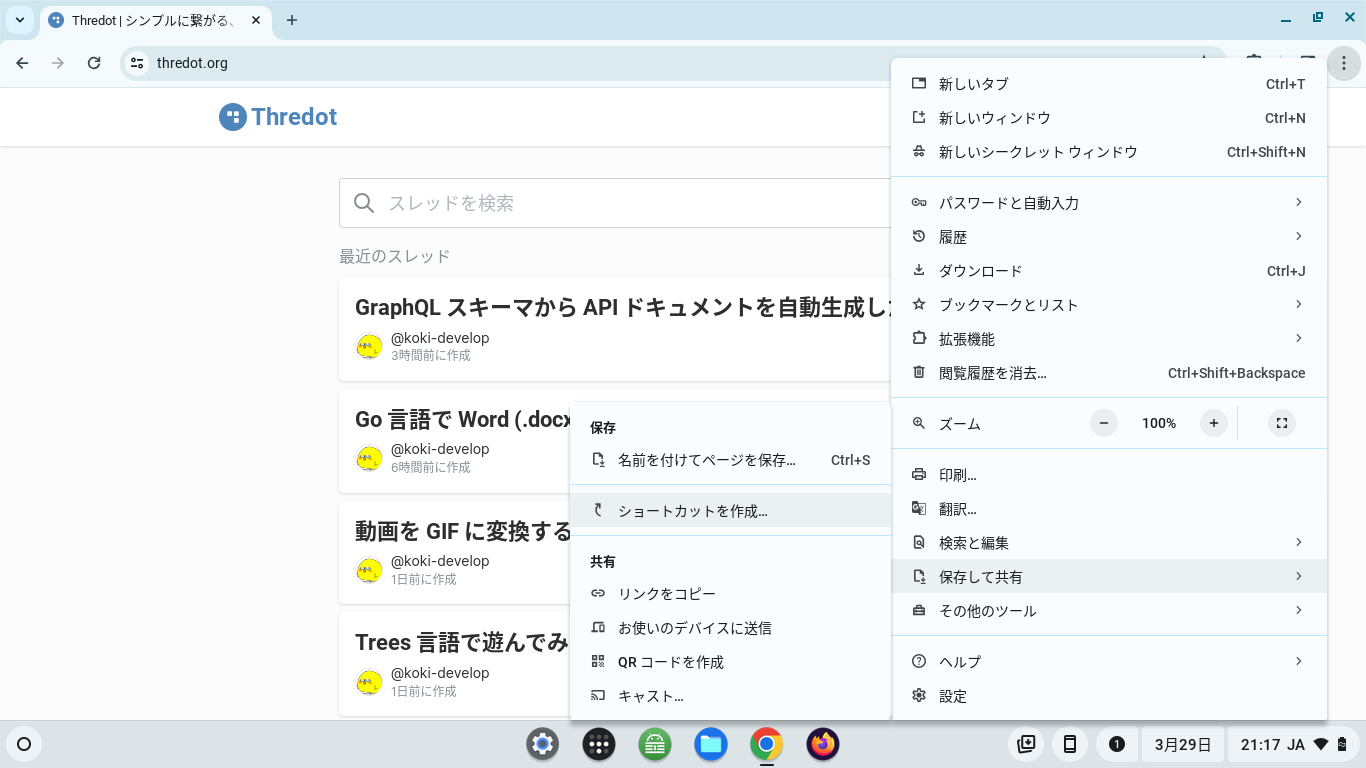 Thredot | シンプルに繋がる、
thredot.org
Thredot
スレッドを検索
最近のスレッド
GraphQL スキーマから API ドキュメントを自動生成し
@koki-develop
3時間前に作成
Go 言語で Word (.docx
@koki-develop
6時間前に作成
動画を GIF に変換する
@koki-develop
1日前に作成
Trees 言語で遊んでみ
@koki-develop
1日前に作成
保存
名前を付けてページを保存... Ctrl+S
ショートカットを作成...
共有
リンクをコピー
お使いのデバイスに送信
QR コードを作成
キャスト...
新しいタブ Ctrl+T
新しいウィンドウ Ctrl+N
新しいシークレット ウィンドウ Ctrl+Shift+N
パスワードと自動入力
履歴
ダウンロード Ctrl+J
ブックマークとリスト
拡張機能
閲覧履歴を消去... Ctrl+Shift+Backspace
ズーム − 100% +
印刷...
翻訳...
検索と編集
保存して共有
その他のツール
ヘルプ
設定
1
3月29日
21:17 JA